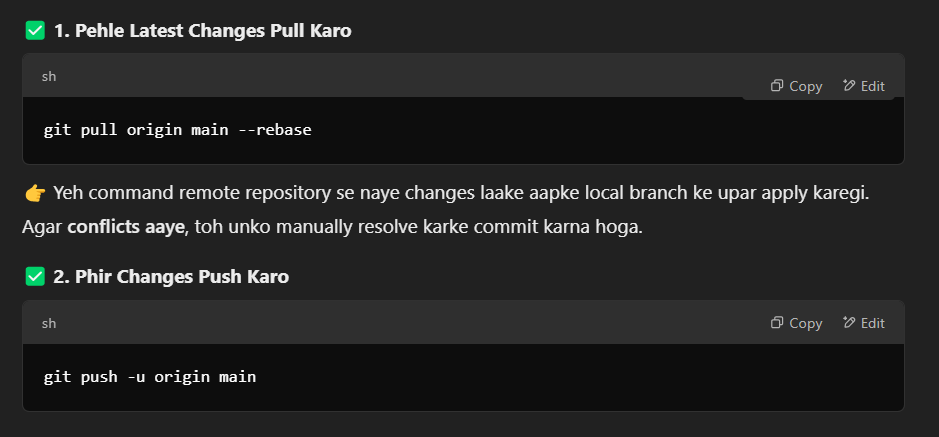 ✅ 1. Pehle Latest Changes Pull Karo
sh
Copy Edit
git pull origin main --rebase
👉 Yeh command remote repository se naye changes laake aapke local branch ke upar apply karegi.
Agar conflicts aaye, toh unko manually resolve karke commit karna hoga.
✅ 2. Phir Changes Push Karo
sh
Copy Edit
git push -u origin main